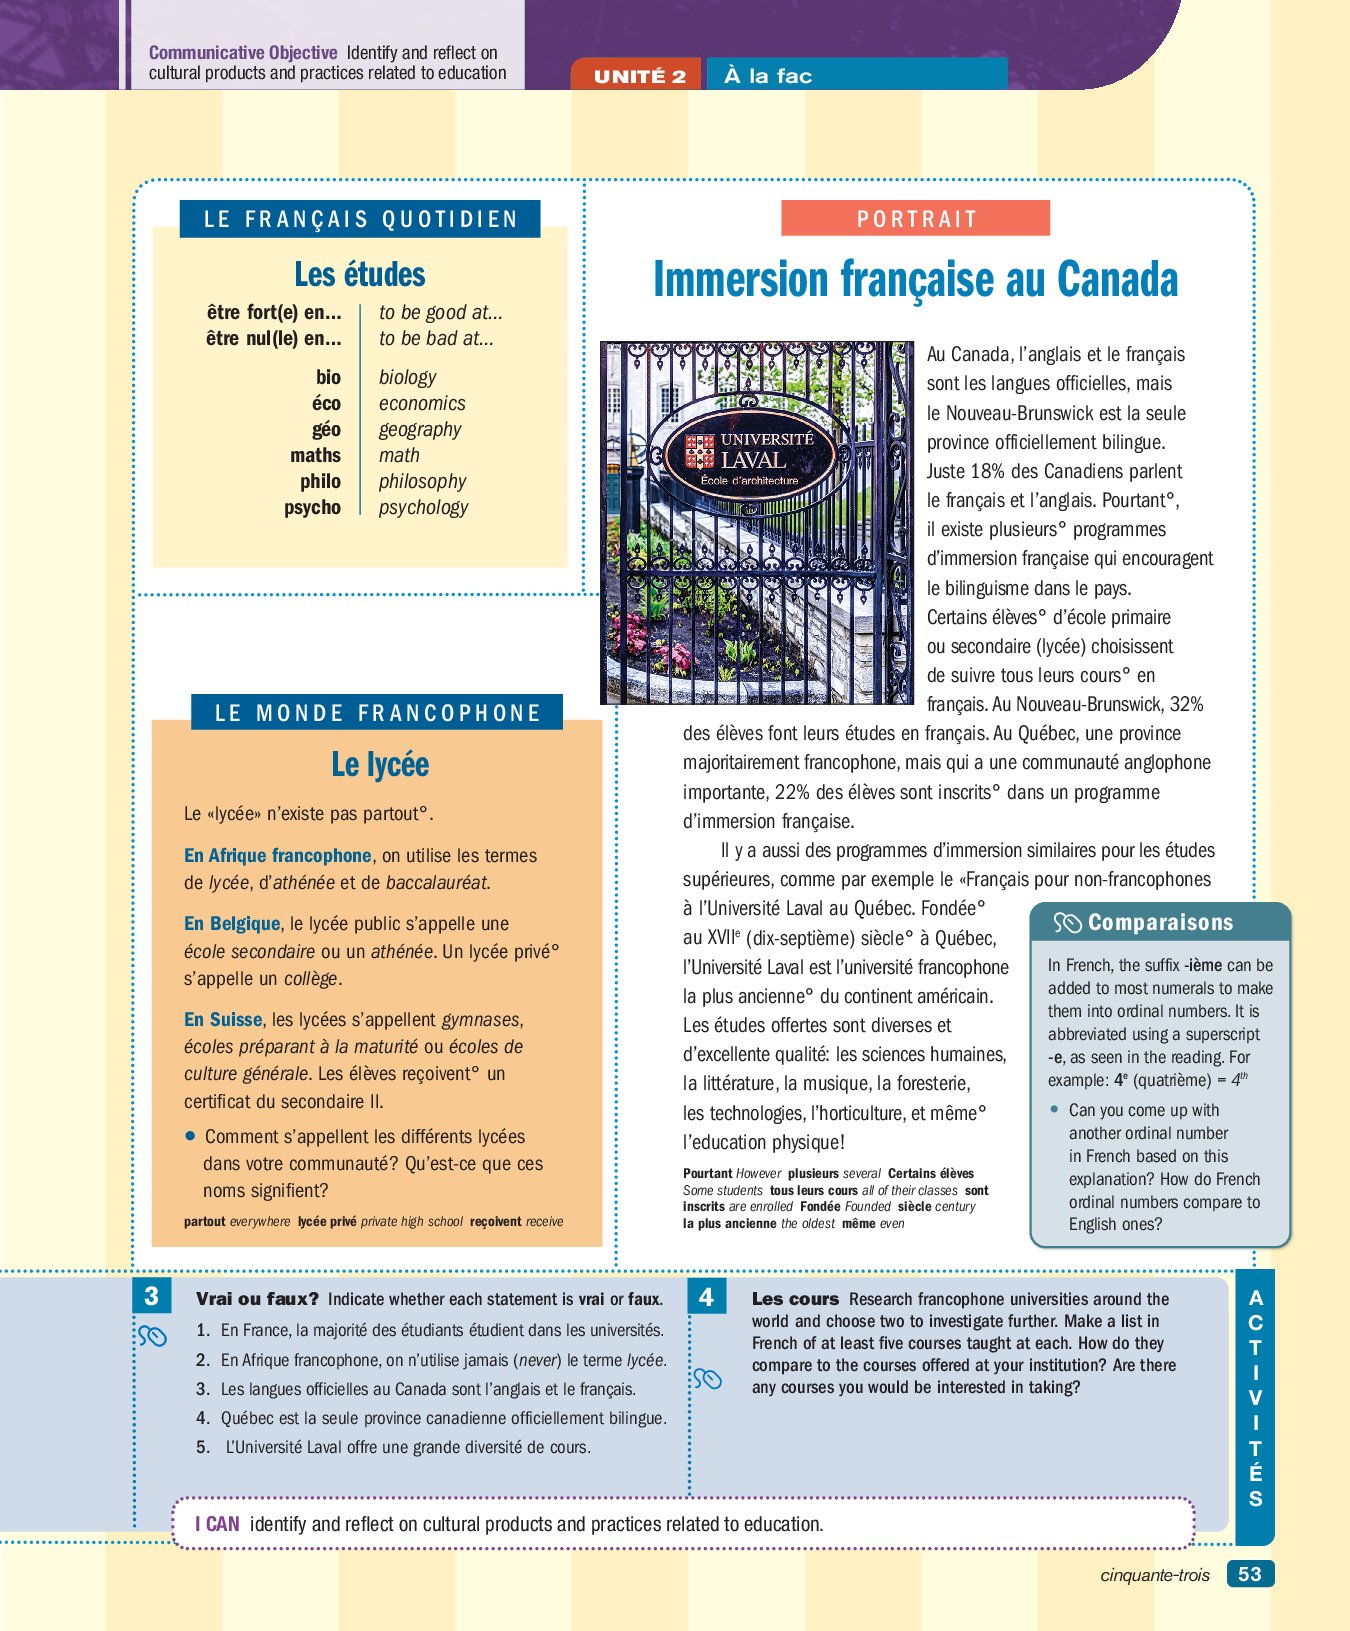 Communicative Objective Identify and reflect on
cultural products and practices related to education
UNITÉ 2
À la fac
LE FRANÇAIS QUOTIDIEN
Les études
être fort(e) en... to be good at...
être nul(le) en... to be bad at...
bio biology
éco economics
géo geography
maths math
philo philosophy
psycho psychology
LE MONDE FRANCOPHONE
Le lycée
Le «lycée» n'existe pas partout°.
En Afrique francophone, on utilise les termes
de lycée, d'athénée et de baccalauréat.
En Belgique, le lycée public s'appelle une
école secondaire ou un athénée. Un lycée privé°
s'appelle un collège.
En Suisse, les lycées s'appellent gymnases,
écoles préparant à la maturité ou écoles de
culture générale. Les élèves reçoivent° un
certificat du secondaire II.
• Comment s'appellent les différents lycées
dans votre communauté? Qu'est-ce que ces
noms signifient?
partout everywhere lycée privé private high school reçoivent receive
PORTRAIT
Immersion française au Canada
UNIVERSITÉ
LAVAL
École d'architecture
Au Canada, l'anglais et le français
sont les langues officielles, mais
le Nouveau-Brunswick est la seule
province officiellement bilingue.
Juste 18% des Canadiens parlent
le français et l'anglais. Pourtant°,
il existe plusieurs° programmes
d'immersion française qui encouragent
le bilinguisme dans le pays.
Certains élèves° d'école primaire
ou secondaire (lycée) choisissent
de suivre tous leurs cours° en
français. Au Nouveau-Brunswick, 32%
des élèves font leurs études en français. Au Québec, une province
majoritairement francophone, mais qui a une communauté anglophone
importante, 22% des élèves sont inscrits° dans un programme
d'immersion française.
Il y a aussi des programmes d'immersion similaires pour les études
supérieures, comme par exemple le «Français pour non-francophones
à l'Université Laval au Québec. Fondée°
au XVIIe (dix-septième) siècle° à Québec,
l'Université Laval est l'université francophone
la plus ancienne° du continent américain.
Les études offertes sont diverses et
d'excellente qualité: les sciences humaines,
la littérature, la musique, la foresterie,
les technologies, l'horticulture, et même°
l'education physique!
Pourtant However plusieurs several Certains élèves
Some students tous leurs cours all of their classes sont
inscrits are enrolled Fondée Founded siècle century
la plus ancienne the oldest même even
Comparaisons
In French, the suffix -ième can be
added to most numerals to make
them into ordinal numbers. It is
abbreviated using a superscript
-e, as seen in the reading. For
example: 4e (quatrième) = 4th
• Can you come up with
another ordinal number
in French based on this
explanation? How do French
ordinal numbers compare to
English ones?
3 Vrai ou faux? Indicate whether each statement is vrai or faux.
1. En France, la majorité des étudiants étudient dans les universités.
2. En Afrique francophone, on n'utilise jamais (never) le terme lycée.
3. Les langues officielles au Canada sont l'anglais et le français.
4. Québec est la seule province canadienne officiellement bilingue.
5. L'Université Laval offre une grande diversité de cours.
4 Les cours Research francophone universities around the
world and choose two to investigate further. Make a list in
French of at least five courses taught at each. How do they
compare to the courses offered at your institution? Are there
any courses you would be interested in taking?
ACTIVITÉS
I CAN identify and reflect on cultural products and practices related to education.
cinquante-trois 53